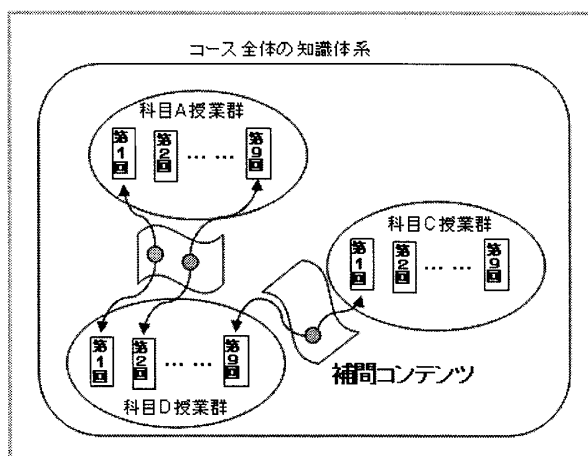 コース全体の知識体系
科目A授業群
第1回
第2回
……
第9回
科目C授業群
第1回
第2回
……
第9回
第1回
第2回
……
第9回
科目D授業群
補間コンテンツ